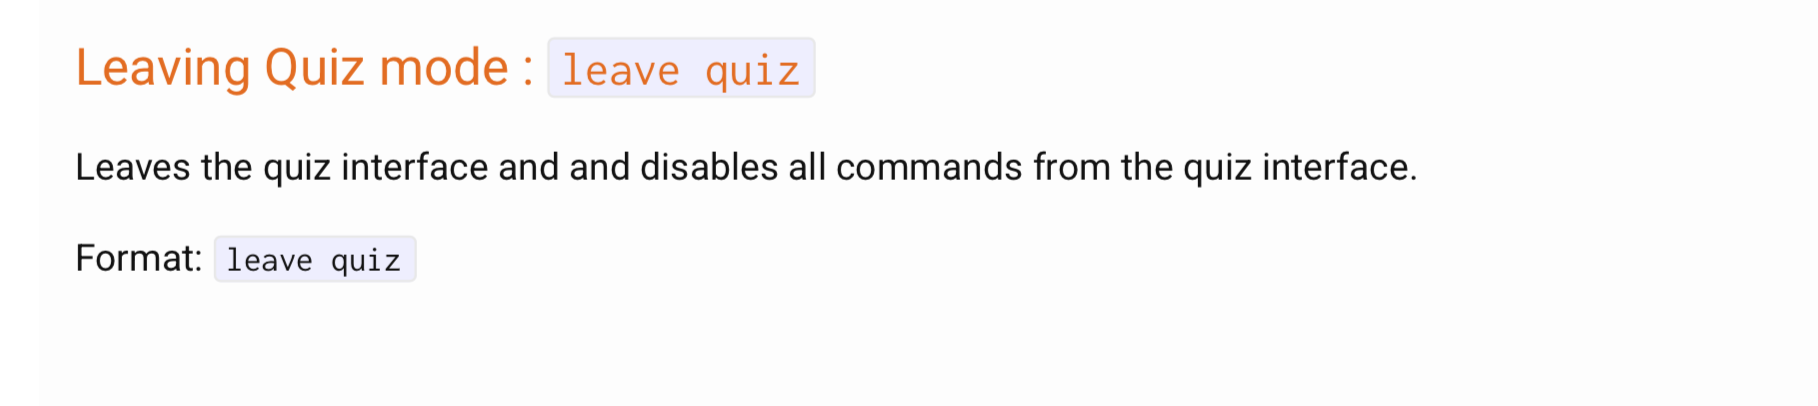 Leaving Quiz mode : leave quiz
Leaves the quiz interface and and disables all commands from the quiz interface.
Format: leave quiz